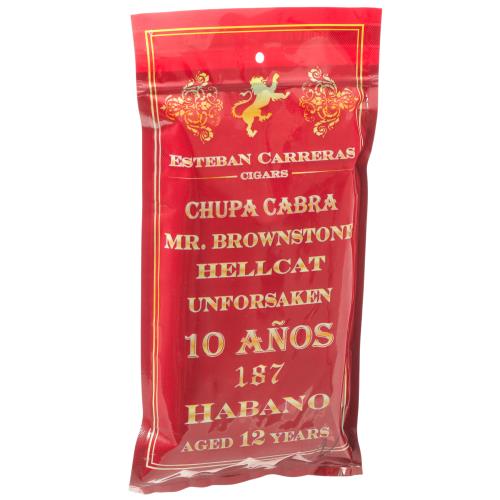 ESTEBAN CARRERAS
CIGARS
CHUPA CABRA
MR. BROWNSTONE
HELLCAT
UNFORSAKEN
10 AÑOS
187
HABANO
AGED 12 YEARS